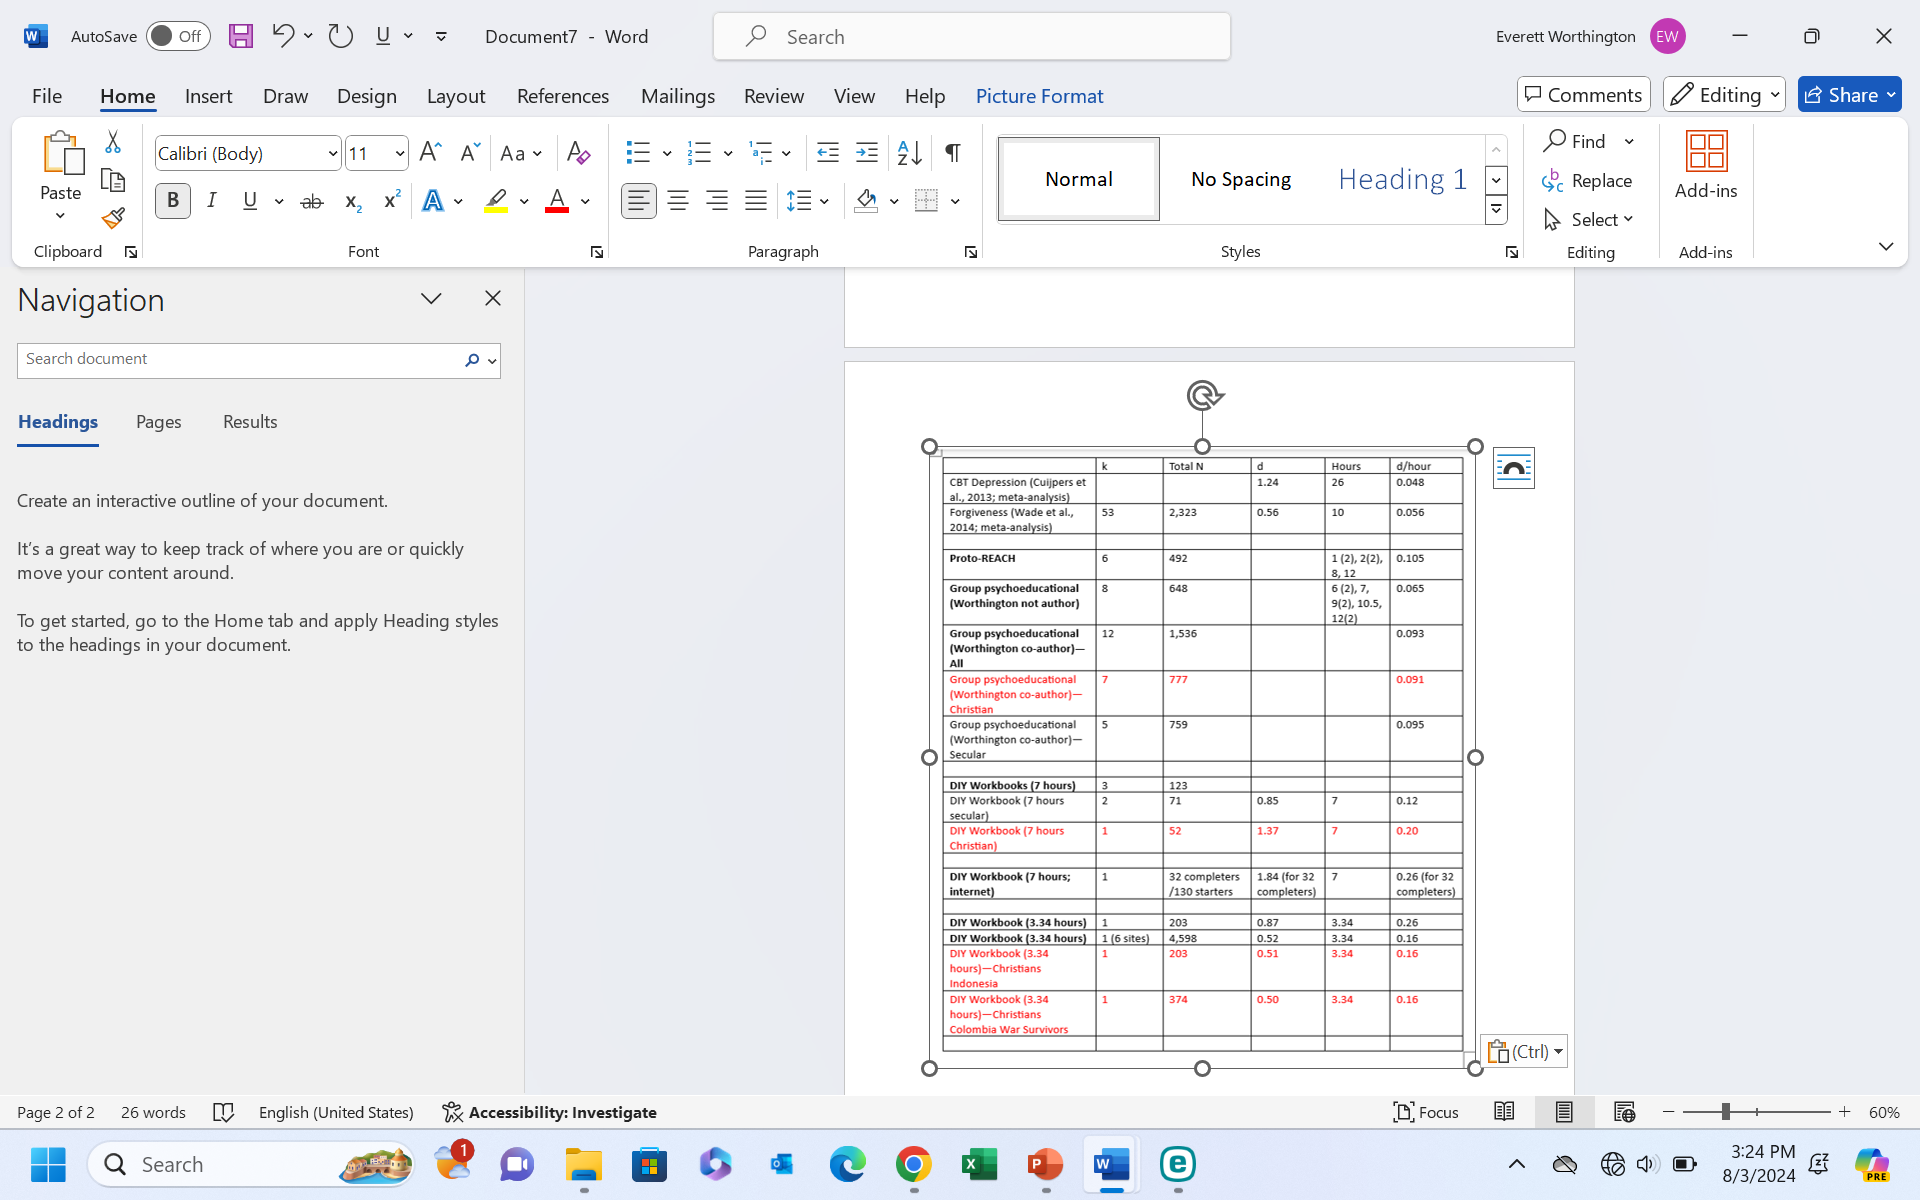 AutoSave Off Document7 - Word Search Everett Worthington EW
File Home Insert Draw Design Layout References Mailings Review View Help Picture Format Comments Editing Share
Paste
Clipboard
Calibri (Body) 11
Aa
B I U ab x2 x2 A A
Font
Paragraph
Normal No Spacing Heading 1
Styles
Find
Replace
Select
Editing
Add-ins
Add-ins
Navigation
Search document
Headings Pages Results
Create an interactive outline of your document.
It's a great way to keep track of where you are or quickly
move your content around.
To get started, go to the Home tab and apply Heading styles
to the headings in your document.
k Total N d Hours d/hour
CBT Depression (Cuijpers et 1.24 26 0.048
al., 2013; meta-analysis)
Forgiveness (Wade et al., 53 2,323 0.56 10 0.056
2014; meta-analysis)
Proto-REACH 6 492 1 (2), 2(2), 0.105
8, 12
Group psychoeducational 8 648 6 (2), 7, 0.065
(Worthington not author) 9(2), 10.5,
12(2)
Group psychoeducational 12 1,536 0.093
(Worthington co-author)—
All
Group psychoeducational 7 777 0.091
(Worthington co-author)—
Christian
Group psychoeducational 5 759 0.095
(Worthington co-author)—
Secular
DIY Workbooks (7 hours) 3 123
DIY Workbook (7 hours 2 71 0.85 7 0.12
secular)
DIY Workbook (7 hours 1 52 1.37 7 0.20
Christian)
DIY Workbook (7 hours; 1 32 completers 1.84 (for 32 7 0.26 (for 32
internet) /130 starters completers) completers)
DIY Workbook (3.34 hours) 1 203 0.87 3.34 0.26
DIY Workbook (3.34 hours) 1 (6 sites) 4,598 0.52 3.34 0.16
DIY Workbook (3.34 1 203 0.51 3.34 0.16
hours)—Christians
Indonesia
DIY Workbook (3.34 1 374 0.50 3.34 0.16
hours)—Christians
Colombia War Survivors
(Ctrl)
Page 2 of 2 26 words English (United States) Accessibility: Investigate Focus 60%
Search 1 3:24 PM
8/3/2024
PRE